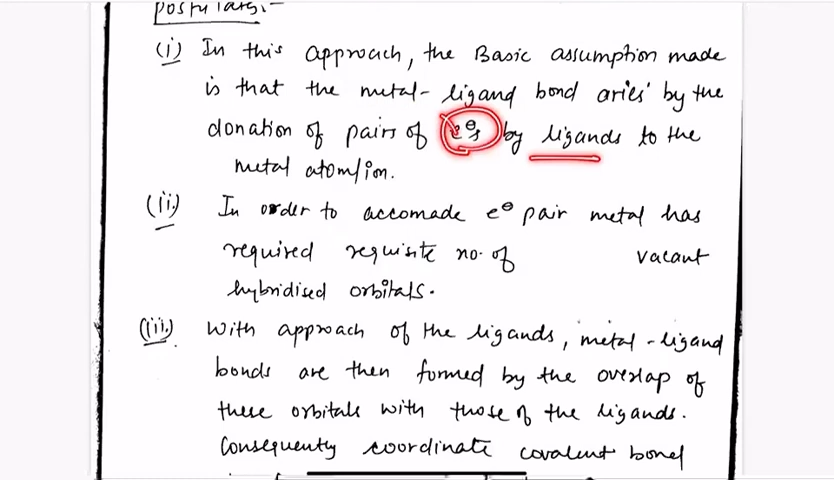 Postulates:-
(i) In this approach, the Basic assumption made
is that the metal-ligand bond aries by the
donation of pairs of e⊖s by ligands to the
metal atom/ion.
(ii) In order to accomade e⊖ pair metal has
required requisite no. of vacant
hybridised orbitals.
(iii) With approach of the ligands, metal-ligand
bonds are then formed by the overlap of
these orbitals with those of the ligands.
Consequenty coordinate covalent bond